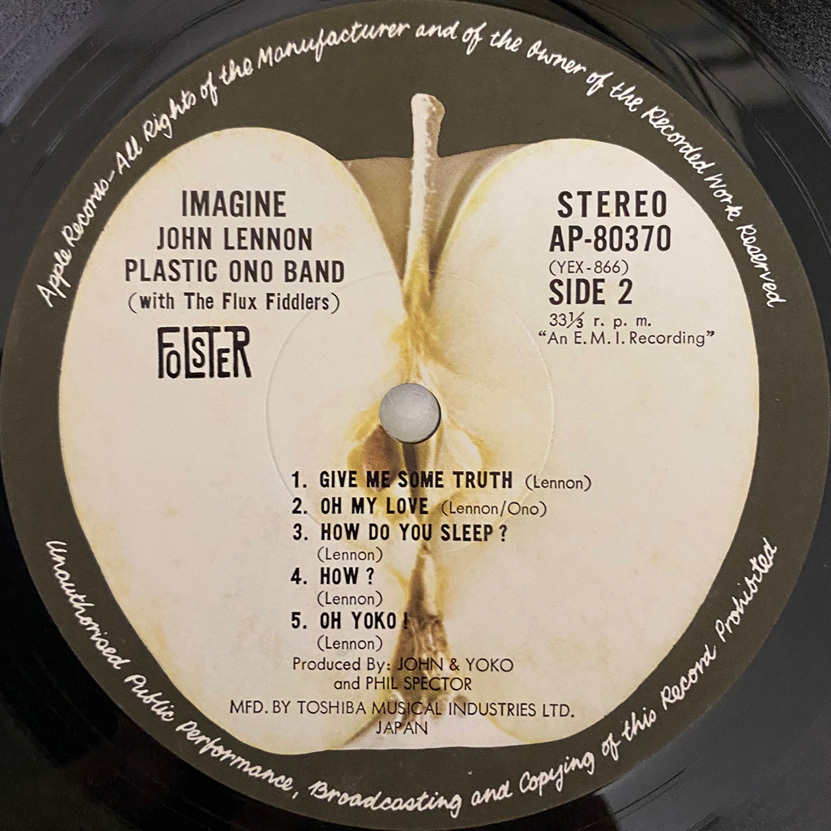 Apple Records-All Rights of the Manufacturer and of the Owner of the Recorded Work Reserved
IMAGINE
JOHN LENNON
PLASTIC ONO BAND
(with The Flux Fiddlers)
FOLSTER
STEREO
AP-80370
(YEX-866)
SIDE 2
33⅓ r. p. m.
“An E. M. I. Recording”
1. GIVE ME SOME TRUTH (Lennon)
2. OH MY LOVE (Lennon/Ono)
3. HOW DO YOU SLEEP?
(Lennon)
4. HOW?
(Lennon)
5. OH YOKO!
(Lennon)
Produced By: JOHN & YOKO
and PHIL SPECTOR
MFD. BY TOSHIBA MUSICAL INDUSTRIES LTD.
JAPAN
Unauthorised Public Performance, Broadcasting and Copying of this Record Prohibited